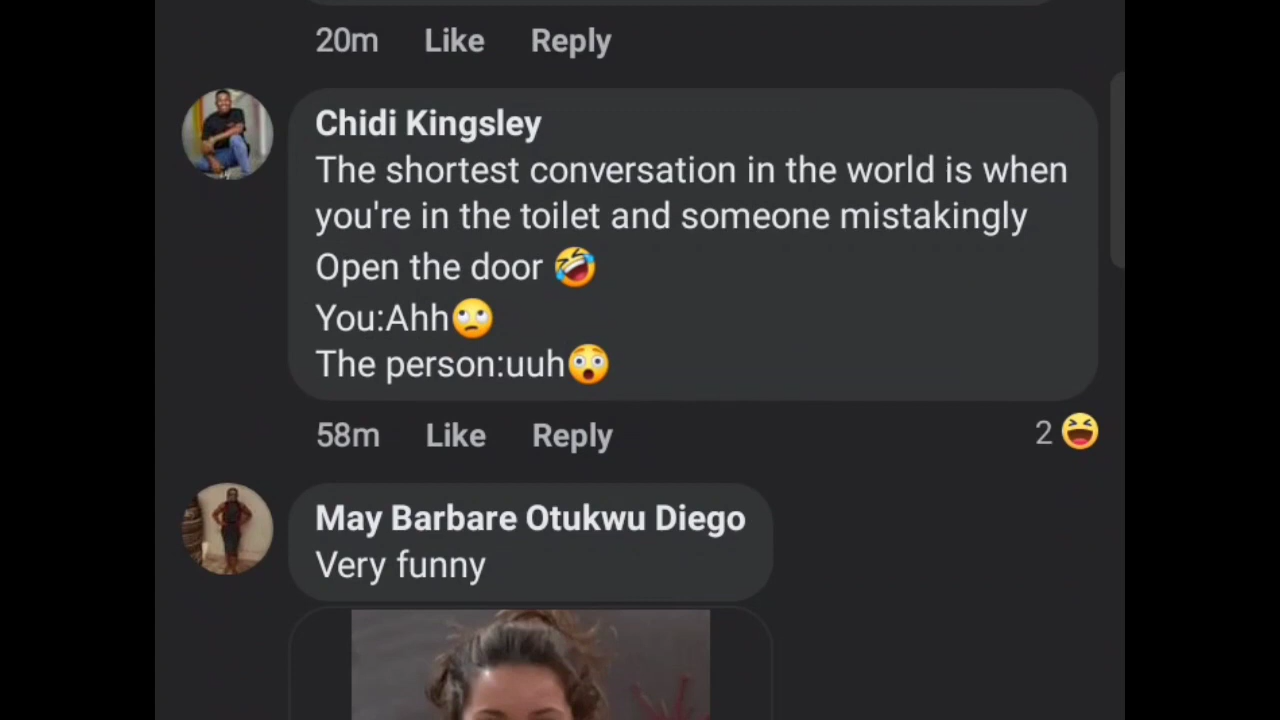 20m Like Reply
Chidi Kingsley
The shortest conversation in the world is when
you're in the toilet and someone mistakingly
Open the door 🤣
You:Ahh🙄
The person:uuh😲
58m Like Reply 2 😆
May Barbare Otukwu Diego
Very funny